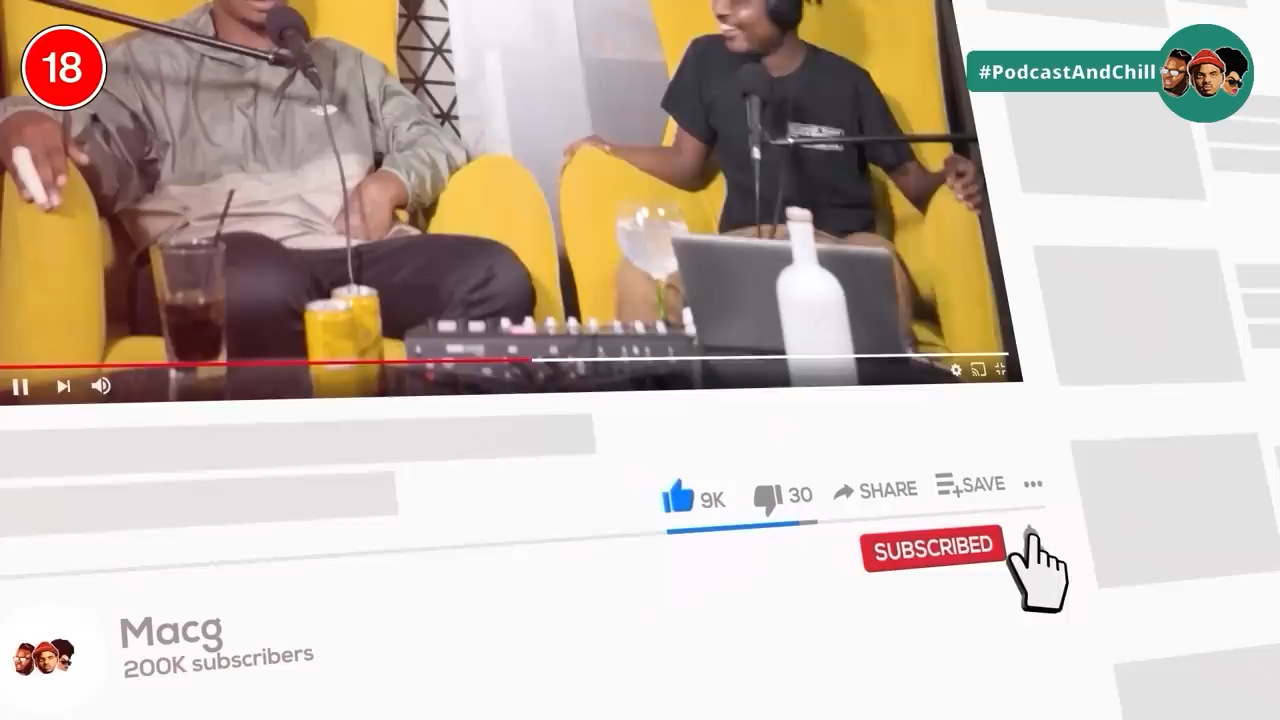 18
#PodcastAndChill
9K
30
SHARE
SAVE
SUBSCRIBED
Macg
200K subscribers